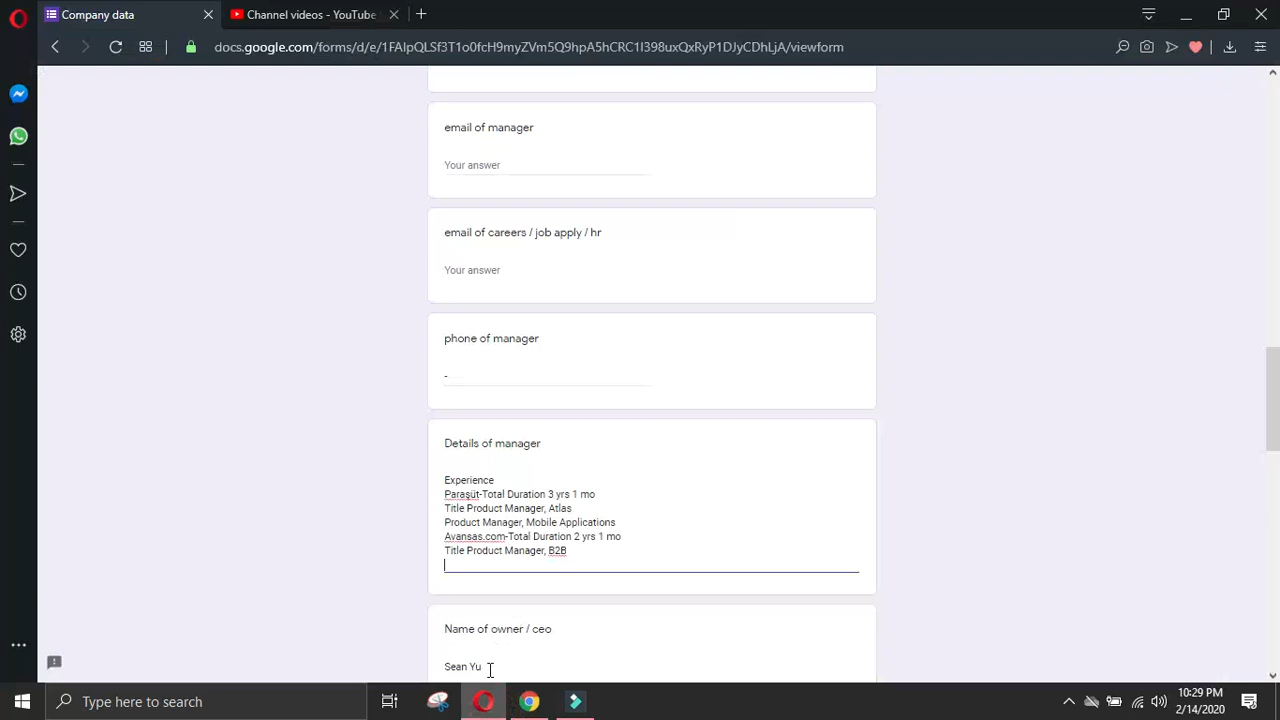 Company data
Channel videos - YouTube
docs.google.com/forms/d/e/1FAIpQLSf3T1o0fcH9myZVm5Q9hpA5hCRC1I398uxQxRyP1DJyCDhLjA/viewform
email of manager
Your answer
email of careers / job apply / hr
Your answer
phone of manager
-
Details of manager
Experience
Paraşüt-Total Duration 3 yrs 1 mo
Title Product Manager, Atlas
Product Manager, Mobile Applications
Avansas.com-Total Duration 2 yrs 1 mo
Title Product Manager, B2B
Name of owner / ceo
Sean Yu
Type here to search
10:29 PM
2/14/2020